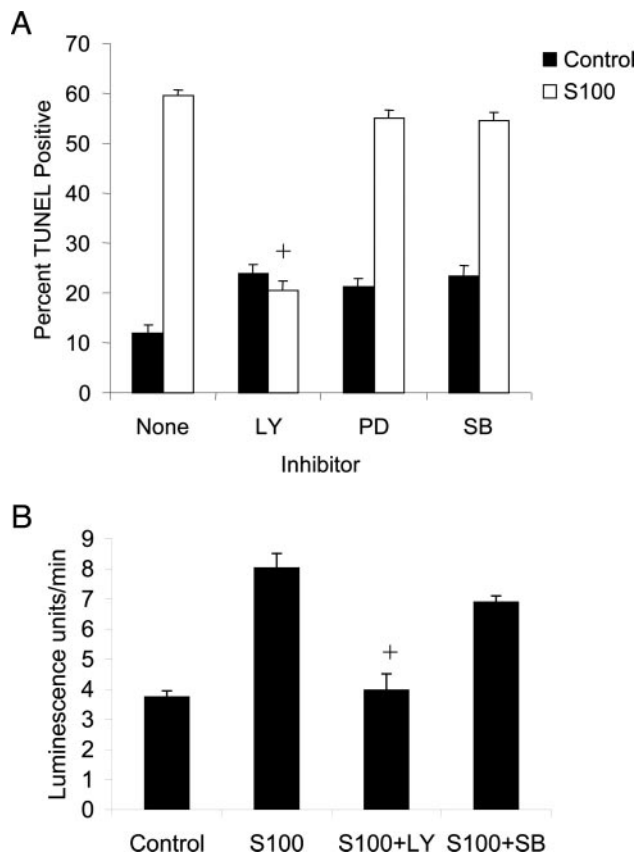 A
Percent TUNEL Positive
70
60
50
40
30
20
10
0
Control
S100
+
None LY PD SB
Inhibitor
B
Luminescence units/min
9
8
7
6
5
4
3
2
1
0
+
Control S100 S100+LY S100+SB